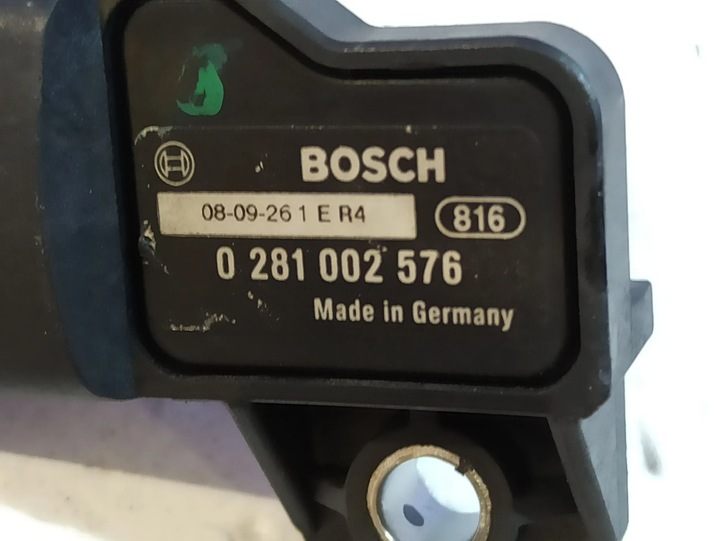 BOSCH
08-09-26 1 E R4 816
0 281 002 576
Made in Germany